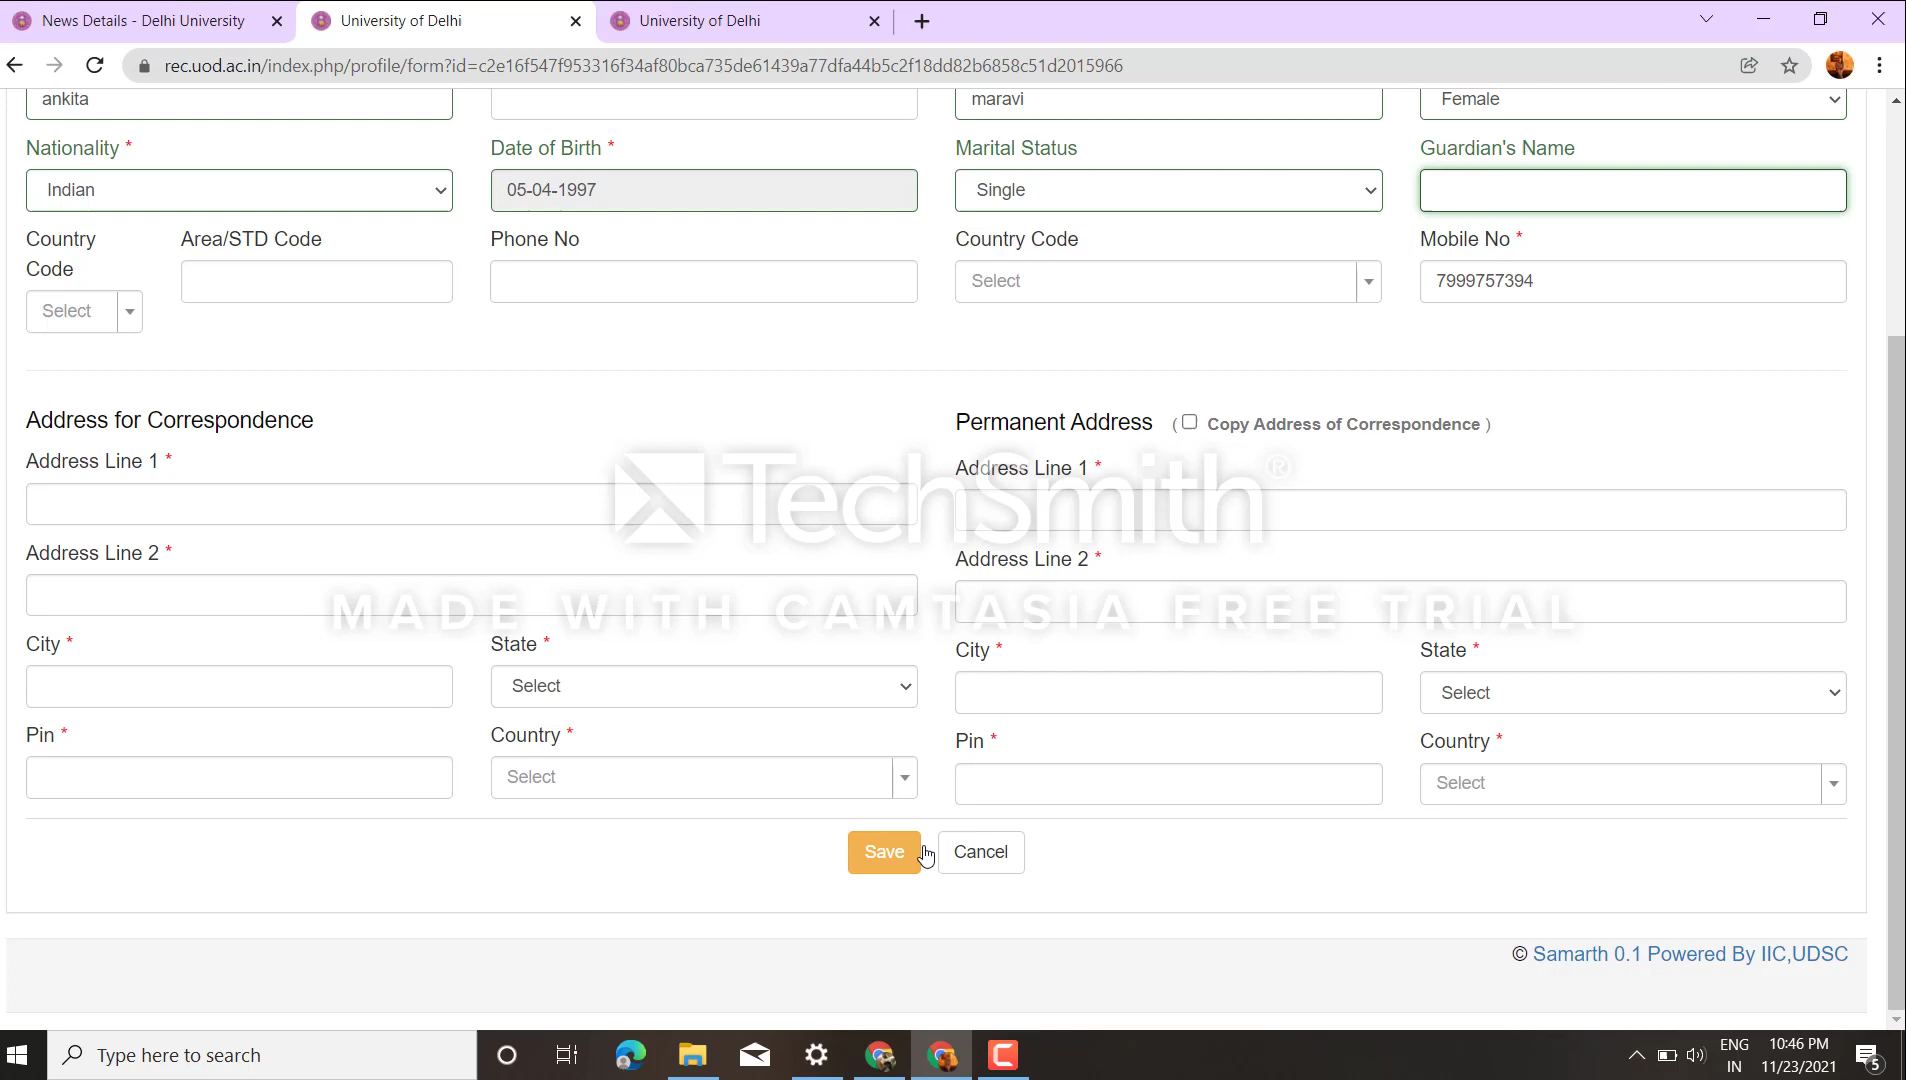 News Details - Delhi University
University of Delhi
University of Delhi
rec.uod.ac.in/index.php/profile/form?id=c2e16f547f953316f34af80bca735de61439a77dfa44b5c2f18dd82b6858c51d2015966
ankita
maravi
Female
Nationality *
Date of Birth *
Marital Status
Guardian's Name
Indian
05-04-1997
Single
Country Code
Area/STD Code
Phone No
Country Code
Mobile No *
Select
Select
7999757394
Address for Correspondence
Permanent Address ( Copy Address of Correspondence )
Address Line 1 *
Address Line 1 *
TechSmith®
Address Line 2 *
Address Line 2 *
MADE WITH CAMTASIA FREE TRIAL
City *
State *
City *
State *
Select
Select
Pin *
Country *
Pin *
Country *
Select
Select
Save
Cancel
© Samarth 0.1 Powered By IIC,UDSC
Type here to search
ENG
IN
10:46 PM
11/23/2021
5